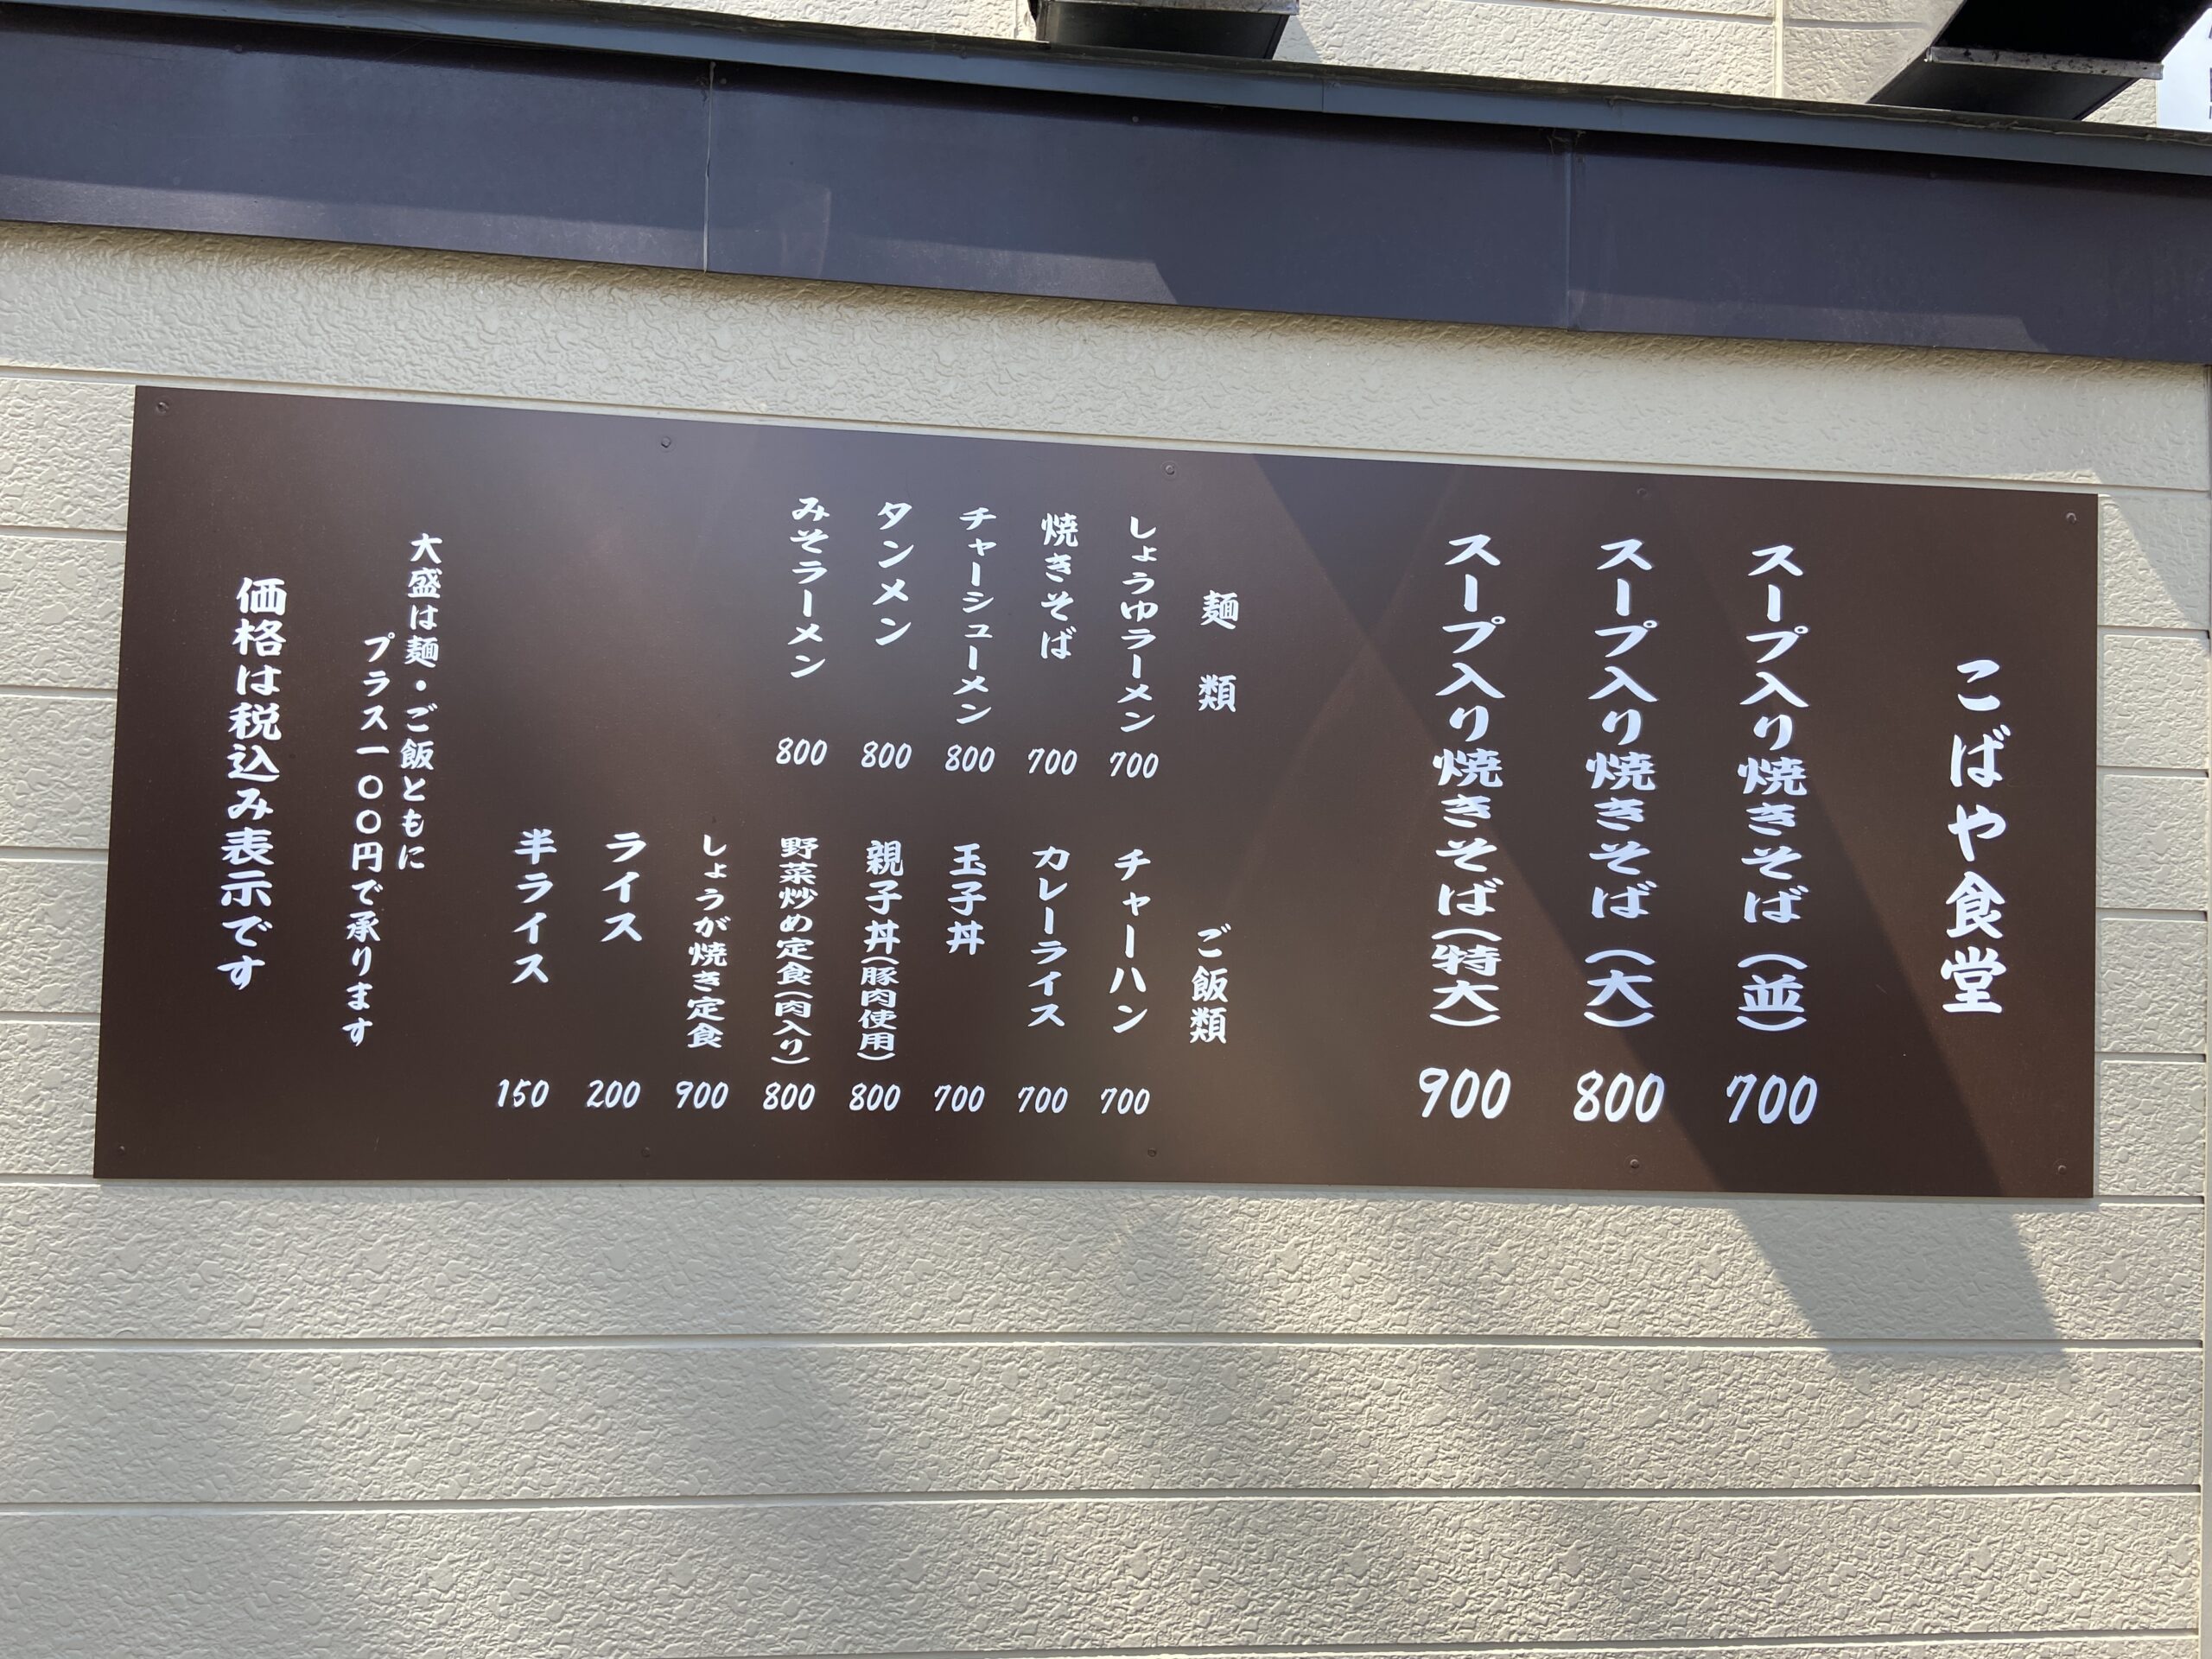 こばや食堂
スープ入り焼きそば（並） 700
スープ入り焼きそば（大） 800
スープ入り焼きそば（特大） 900
麺類
しょうゆラーメン 700
焼きそば 700
チャーシューメン 800
タンメン 800
みそラーメン 800
ご飯類
チャーハン 700
カレーライス 700
玉子丼 700
親子丼（豚肉使用） 800
野菜炒め定食（肉入り） 800
しょうが焼き定食 900
ライス 200
半ライス 150
大盛は麺・ご飯ともに
プラス一〇〇円で承ります
価格は税込み表示です